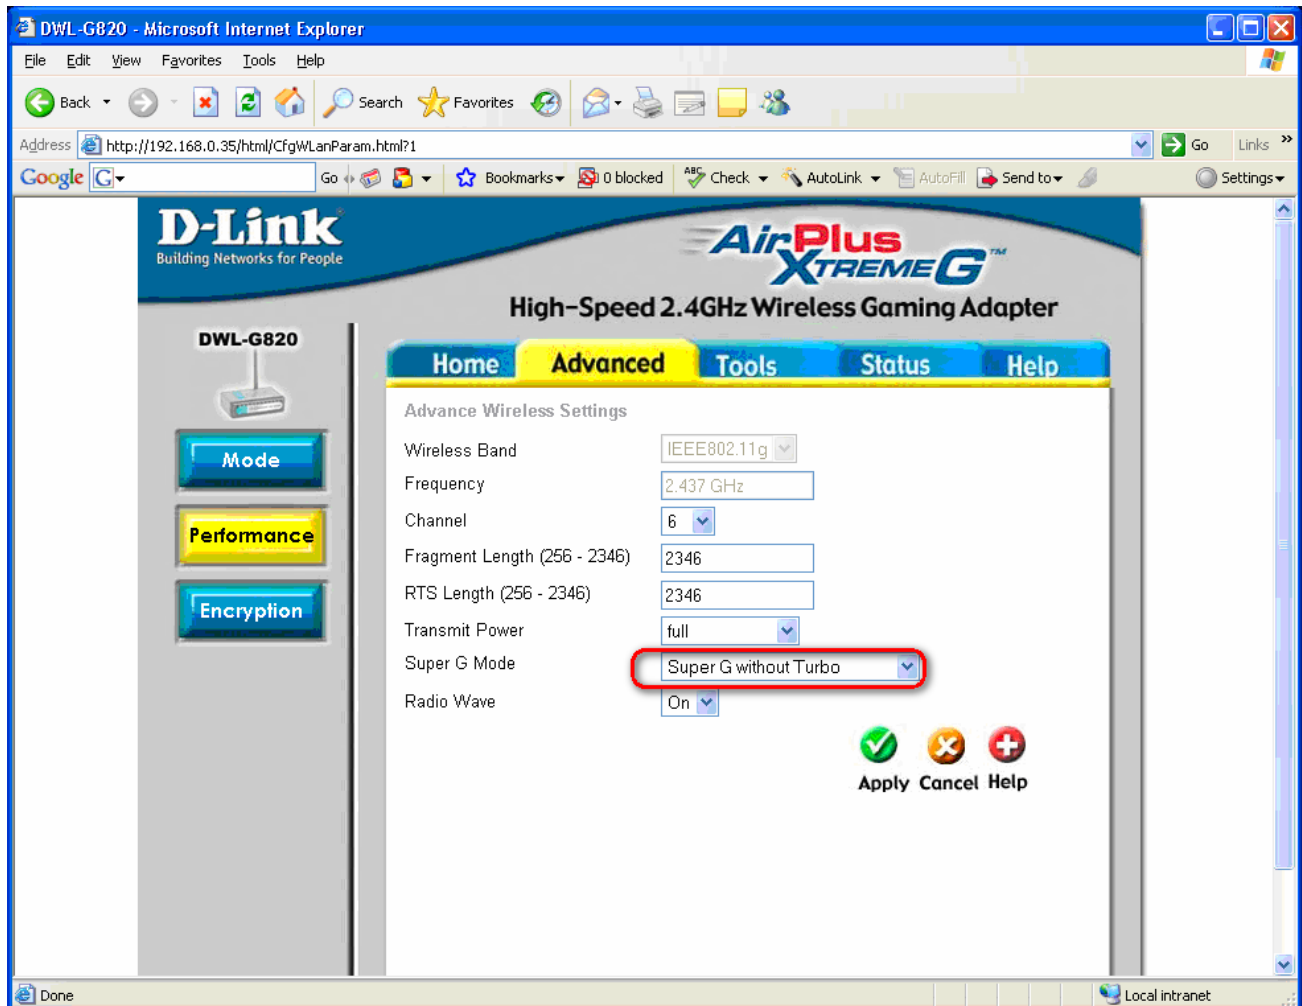 DWL-G820 - Microsoft Internet Explorer
File Edit View Favorites Tools Help
Back Search Favorites
Address http://192.168.0.35/html/CfgWLanParam.html?1 Go Links »
Google G Go Bookmarks 0 blocked ABC Check AutoLink AutoFill Send to Settings
D-Link
Building Networks for People
AirPlus
XTREME G™
High-Speed 2.4GHz Wireless Gaming Adapter
DWL-G820
Home Advanced Tools Status Help
Mode
Performance
Encryption
Advance Wireless Settings
Wireless Band IEEE802.11g
Frequency 2.437 GHz
Channel 6
Fragment Length (256 - 2346) 2346
RTS Length (256 - 2346) 2346
Transmit Power full
Super G Mode Super G without Turbo
Radio Wave On
Apply Cancel Help
Done Local intranet